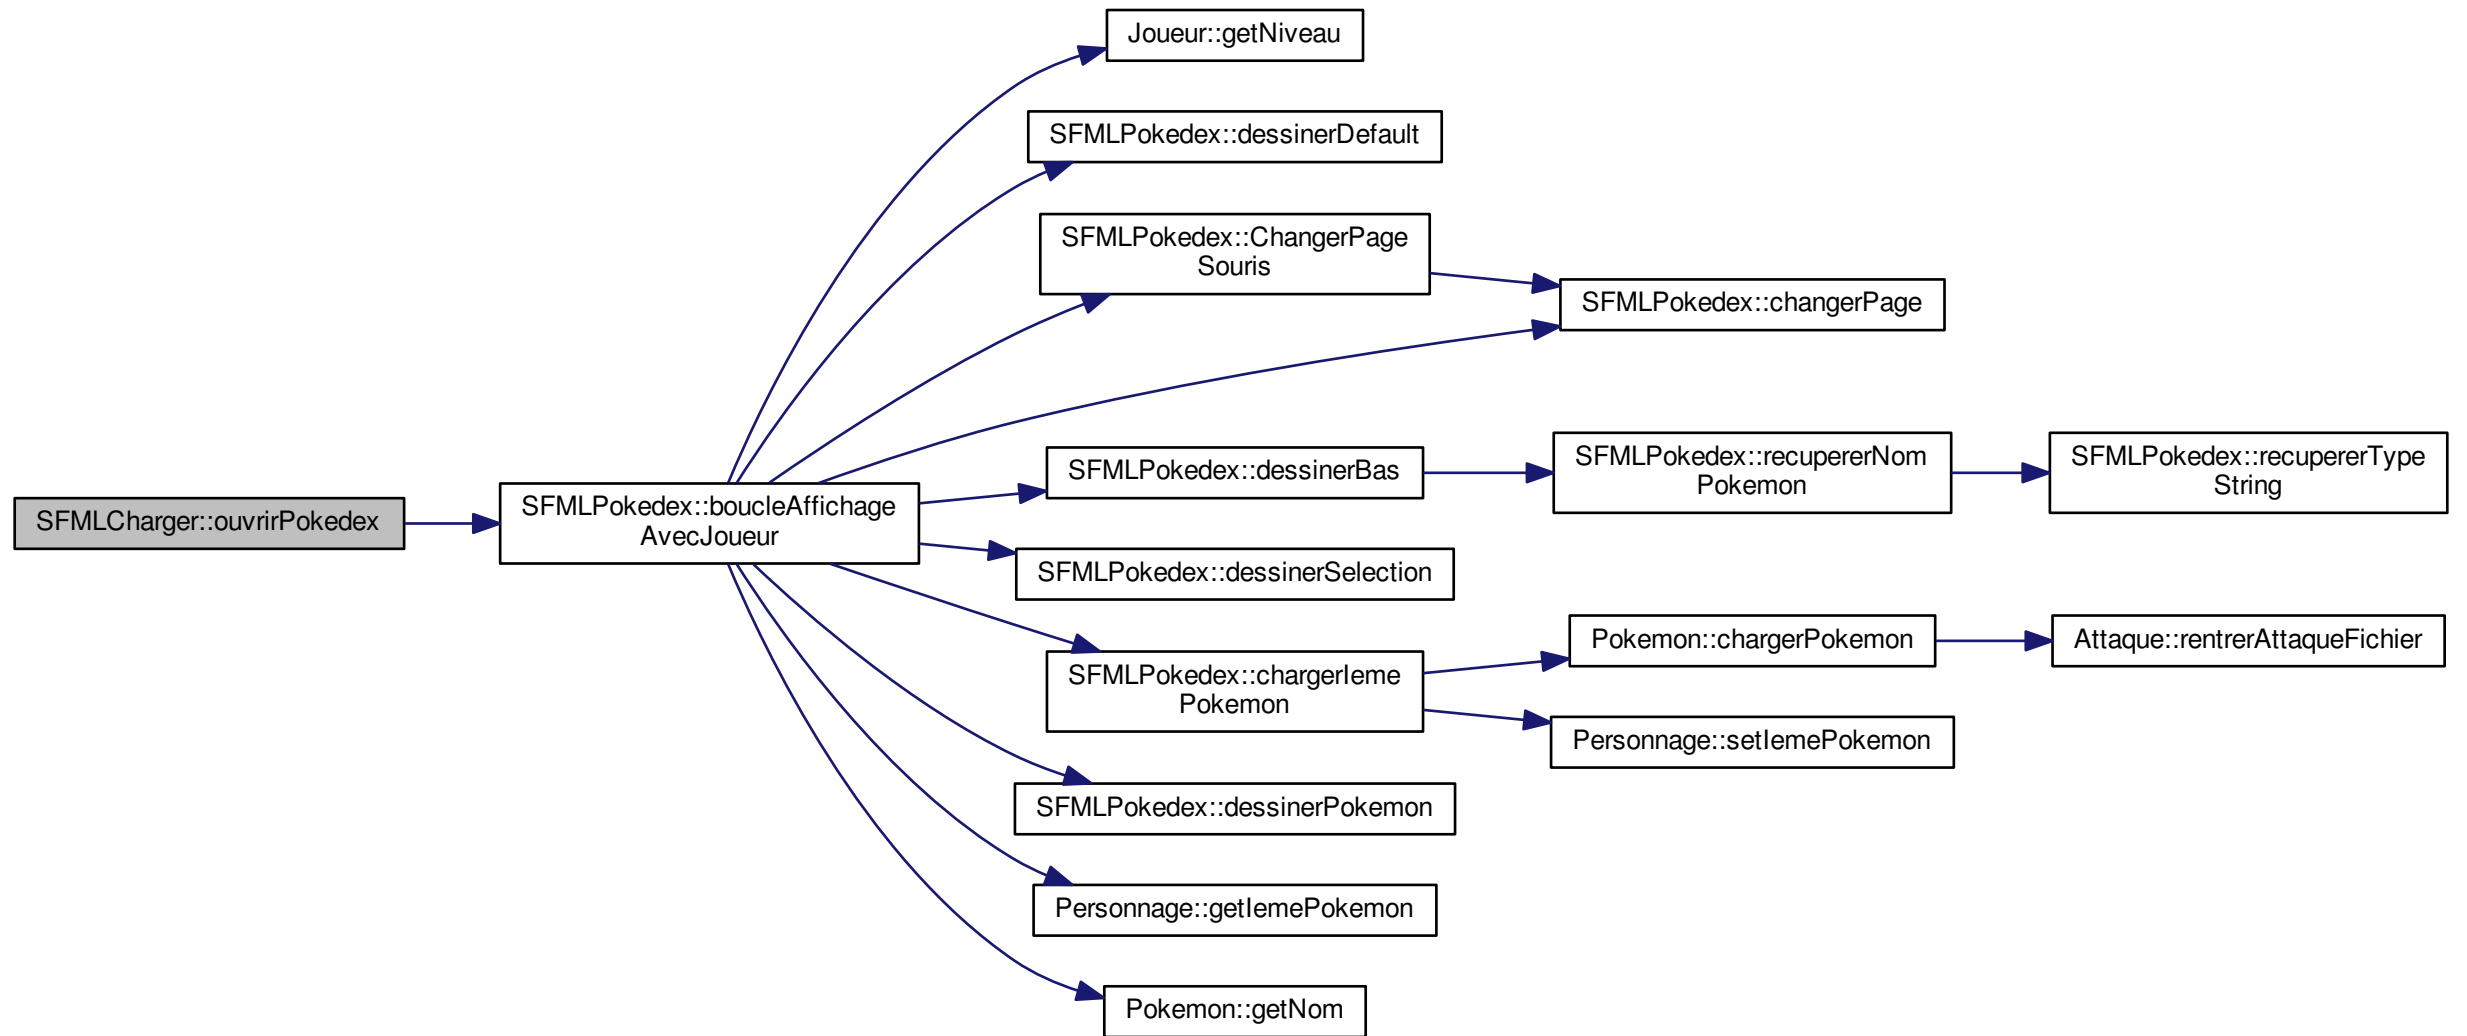 Joueur::getNiveau
SFMLPokedex::dessinerDefault
SFMLPokedex::ChangerPage
Souris
SFMLPokedex::changerPage
SFMLPokedex::dessinerBas
SFMLPokedex::recupererNom
Pokemon
SFMLPokedex::recupererType
String
SFMLCharger::ouvrirPokedex
SFMLPokedex::boucleAffichage
AvecJoueur
SFMLPokedex::dessinerSelection
Pokemon::chargerPokemon
Attaque::rentrerAttaqueFichier
SFMLPokedex::chargerIeme
Pokemon
Personnage::setIemePokemon
SFMLPokedex::dessinerPokemon
Personnage::getIemePokemon
Pokemon::getNom